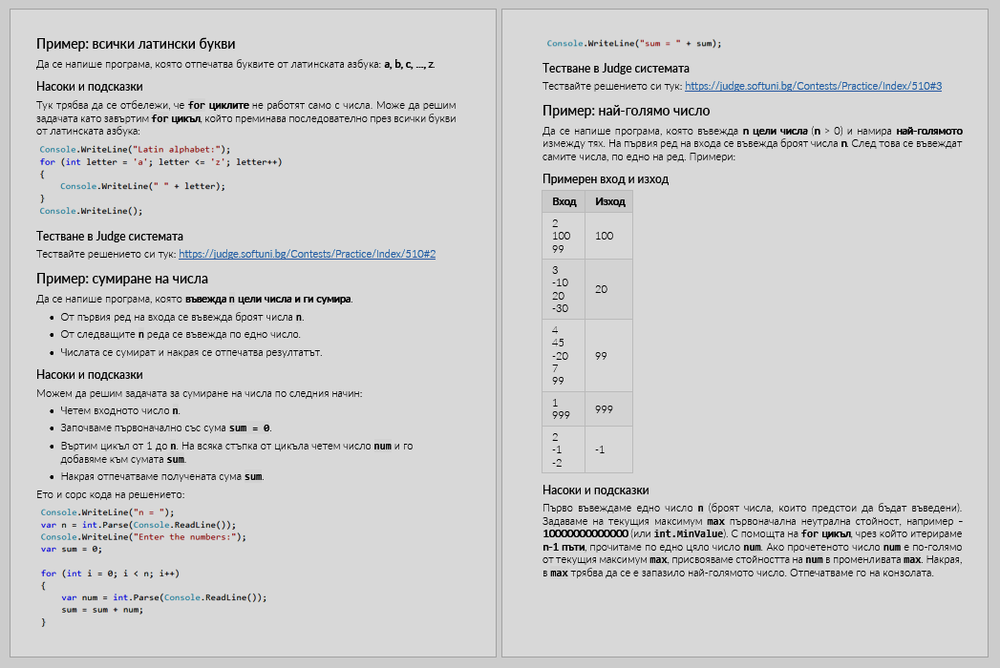 Пример: всички латински букви
Да се напише програма, която отпечатва буквите от латинската азбука: a, b, c, …, z.
Насоки и подсказки
Тук трябва да се отбележи, че for циклите не работят само с числа. Може да решим
задачата като завъртим for цикъл, който преминава последователно през всички букви
от латинската азбука:
Console.WriteLine("Latin alphabet:");
for (int letter = 'a'; letter <= 'z'; letter++)
{
Console.WriteLine(" " + letter);
}
Console.WriteLine();
Тестване в Judge системата
Тествайте решението си тук: https://judge.softuni.bg/Contests/Practice/Index/510#2
Пример: сумиране на числа
Да се напише програма, която въвежда n цели числа и ги сумира.
• От първия ред на входа се въвежда броят числа n.
• От следващите n реда се въвежда по едно число.
• Числата се сумират и накрая се отпечатва резултатът.
Насоки и подсказки
Можем да решим задачата за сумиране на числа по следния начин:
• Четем входното число n.
• Започваме първоначално със сума sum = 0.
• Въртим цикъл от 1 до n. На всяка стъпка от цикъла четем число num и го
добавяме към сумата sum.
• Накрая отпечатваме получената сума sum.
Ето и сорс кода на решението:
Console.WriteLine("n = ");
var n = int.Parse(Console.ReadLine());
Console.WriteLine("Enter the numbers:");
var sum = 0;
for (int i = 0; i < n; i++)
{
var num = int.Parse(Console.ReadLine());
sum = sum + num;
}
Console.WriteLine("sum = " + sum);
Тестване в Judge системата
Тествайте решението си тук: https://judge.softuni.bg/Contests/Practice/Index/510#3
Пример: най-голямо число
Да се напише програма, която въвежда n цели числа (n > 0) и намира най-голямото
измежду тях. На първия ред на входа се въвежда броят числа n. След това се въвеждат
самите числа, по едно на ред. Примери:
Примерен вход и изход
Вход Изход
2
100
99
100
3
-10
20
-30
20
4
45
-20
7
99
99
1
999
999
2
-1
-2
-1
Насоки и подсказки
Първо въвеждаме едно число n (броят числа, които предстои да бъдат въведени).
Задаваме на текущия максимум max първоначална неутрална стойност, например -
10000000000000 (или int.MinValue). С помощта на for цикъл, чрез който итерираме
n-1 пъти, прочитаме по едно цяло число num. Ако прочетеното число num е по-голямо
от текущия максимум max, присвояваме стойността на num в променливата max. Накрая,
в max трябва да се е запазило най-голямото число. Отпечатваме го на конзолата.